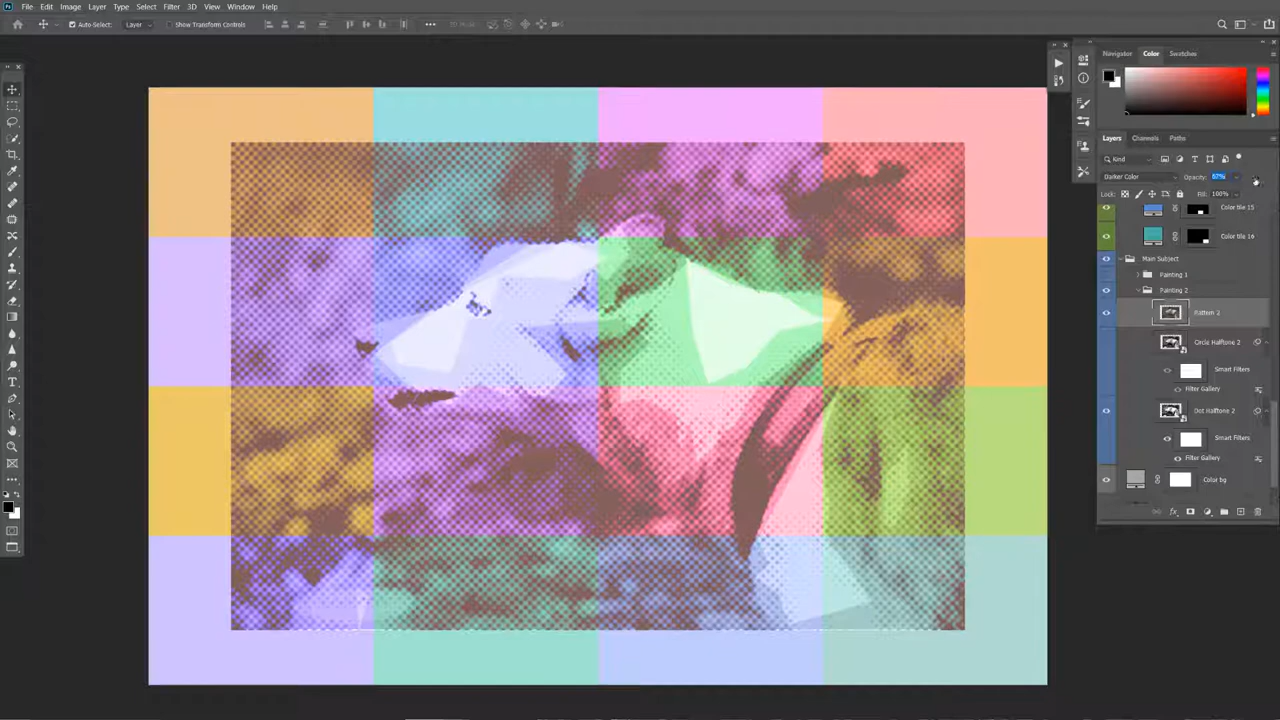 File Edit Image Layer Type Select Filter 3D View Window Help
Auto-Select: Layer Show Transform Controls
Navigator Color Swatches
Layers Channels Paths
Kind
Darker Color Opacity: 67%
Lock: Fill: 100%
Color tile 15
Color tile 16
Main Subject
Painting 1
Painting 2
Pattern 2
Circle Halftone 2
Smart Filters
Filter Gallery
Dot Halftone 2
Smart Filters
Filter Gallery
Color bg